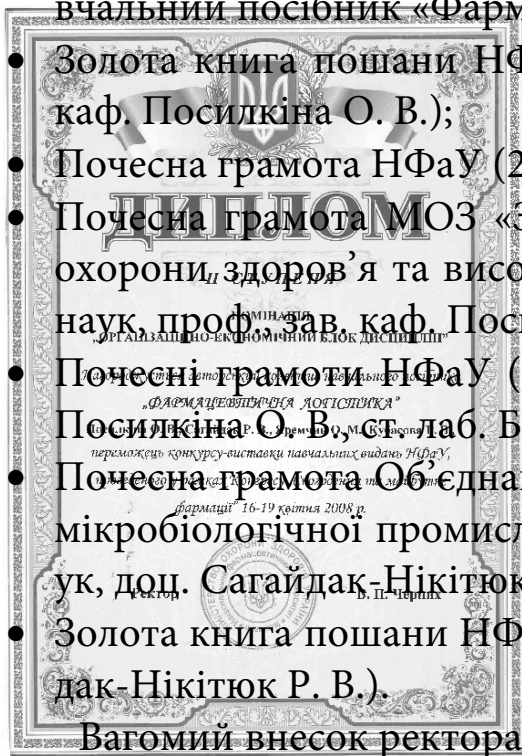 вчальний посібник «Фарм
• Золота книга пошани НФ
каф. Посилкіна О. В.);
• Почесна грамота НФаУ (2
ДИПЛОМ
• Почесна грамота МОЗ «З
охорони здоров’я та висо
II СТУПЕНЯ
НОМІНАЦІЯ
наук, проф., зав. каф. Пос
„ОРГАНІЗАЦІЙНО-ЕКОНОМІЧНИЙ БЛОК ДИСЦИПЛІН”
• Почесні грамоти НФаУ (
„ФАРМАЦЕВТИЧНА ЛОГІСТИКА”
Посилкіна О. В., ст. лаб. Б
переможець конкурсу-виставки навчальних видань НФаУ,
• Почесна грамота Об’єдна
фармації” 16-19 квітня 2008 р.
мікробіологічної промисл
ук, доц. Сагайдак-Нікітюк
Ректор В. П. Черних
• Золота книга пошани НФ
дак-Нікітюк Р. В.).
Вагомий внесок ректора